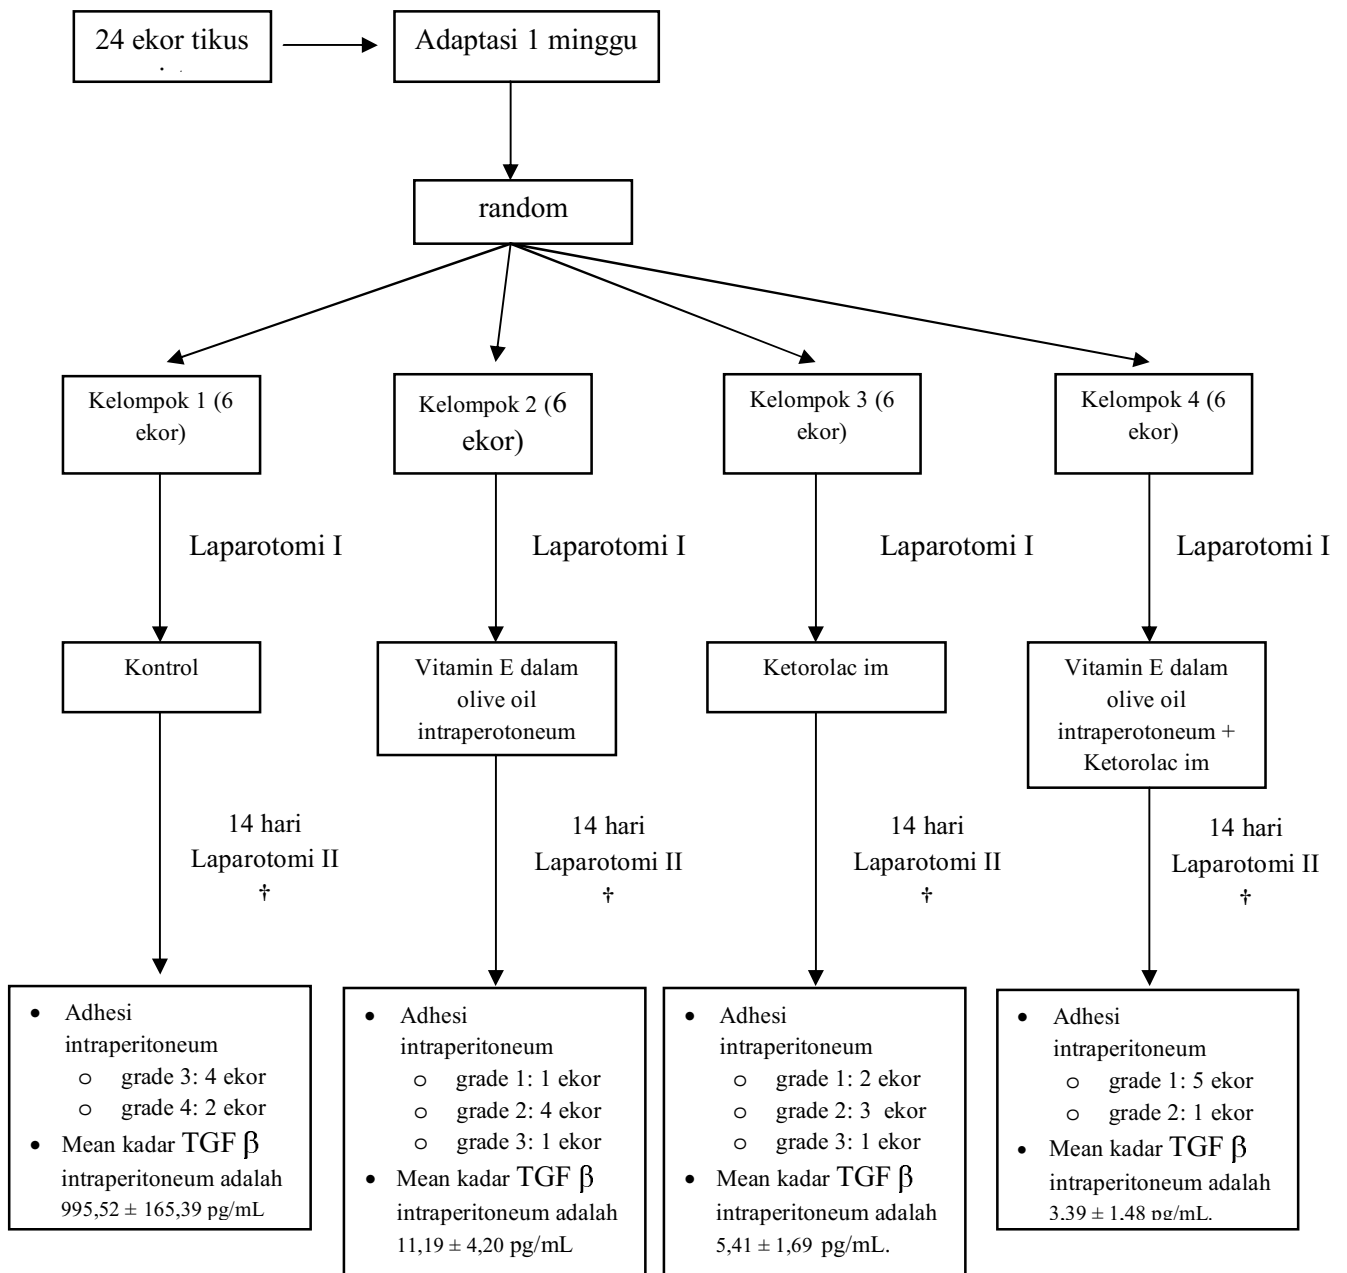 24 ekor tikus
Adaptasi 1 minggu
random
Kelompok 1 (6
ekor)
Kelompok 2 (6
ekor)
Kelompok 3 (6
ekor)
Kelompok 4 (6
ekor)
Laparotomi I
Laparotomi I
Laparotomi I
Laparotomi I
Kontrol
Vitamin E dalam
olive oil
intraperotoneum
Ketorolac im
Vitamin E dalam
olive oil
intraperotoneum +
Ketorolac im
14 hari
Laparotomi II
†
14 hari
Laparotomi II
†
14 hari
Laparotomi II
†
14 hari
Laparotomi II
†
• Adhesi
intraperitoneum
o grade 3: 4 ekor
o grade 4: 2 ekor
• Mean kadar TGF β
intraperitoneum adalah
995,52 ± 165,39 pg/mL
• Adhesi
intraperitoneum
o grade 1: 1 ekor
o grade 2: 4 ekor
o grade 3: 1 ekor
• Mean kadar TGF β
intraperitoneum adalah
11,19 ± 4,20 pg/mL
• Adhesi
intraperitoneum
o grade 1: 2 ekor
o grade 2: 3 ekor
o grade 3: 1 ekor
• Mean kadar TGF β
intraperitoneum adalah
5,41 ± 1,69 pg/mL.
• Adhesi
intraperitoneum
o grade 1: 5 ekor
o grade 2: 1 ekor
• Mean kadar TGF β
intraperitoneum adalah
3,39 ± 1,48 pg/mL.